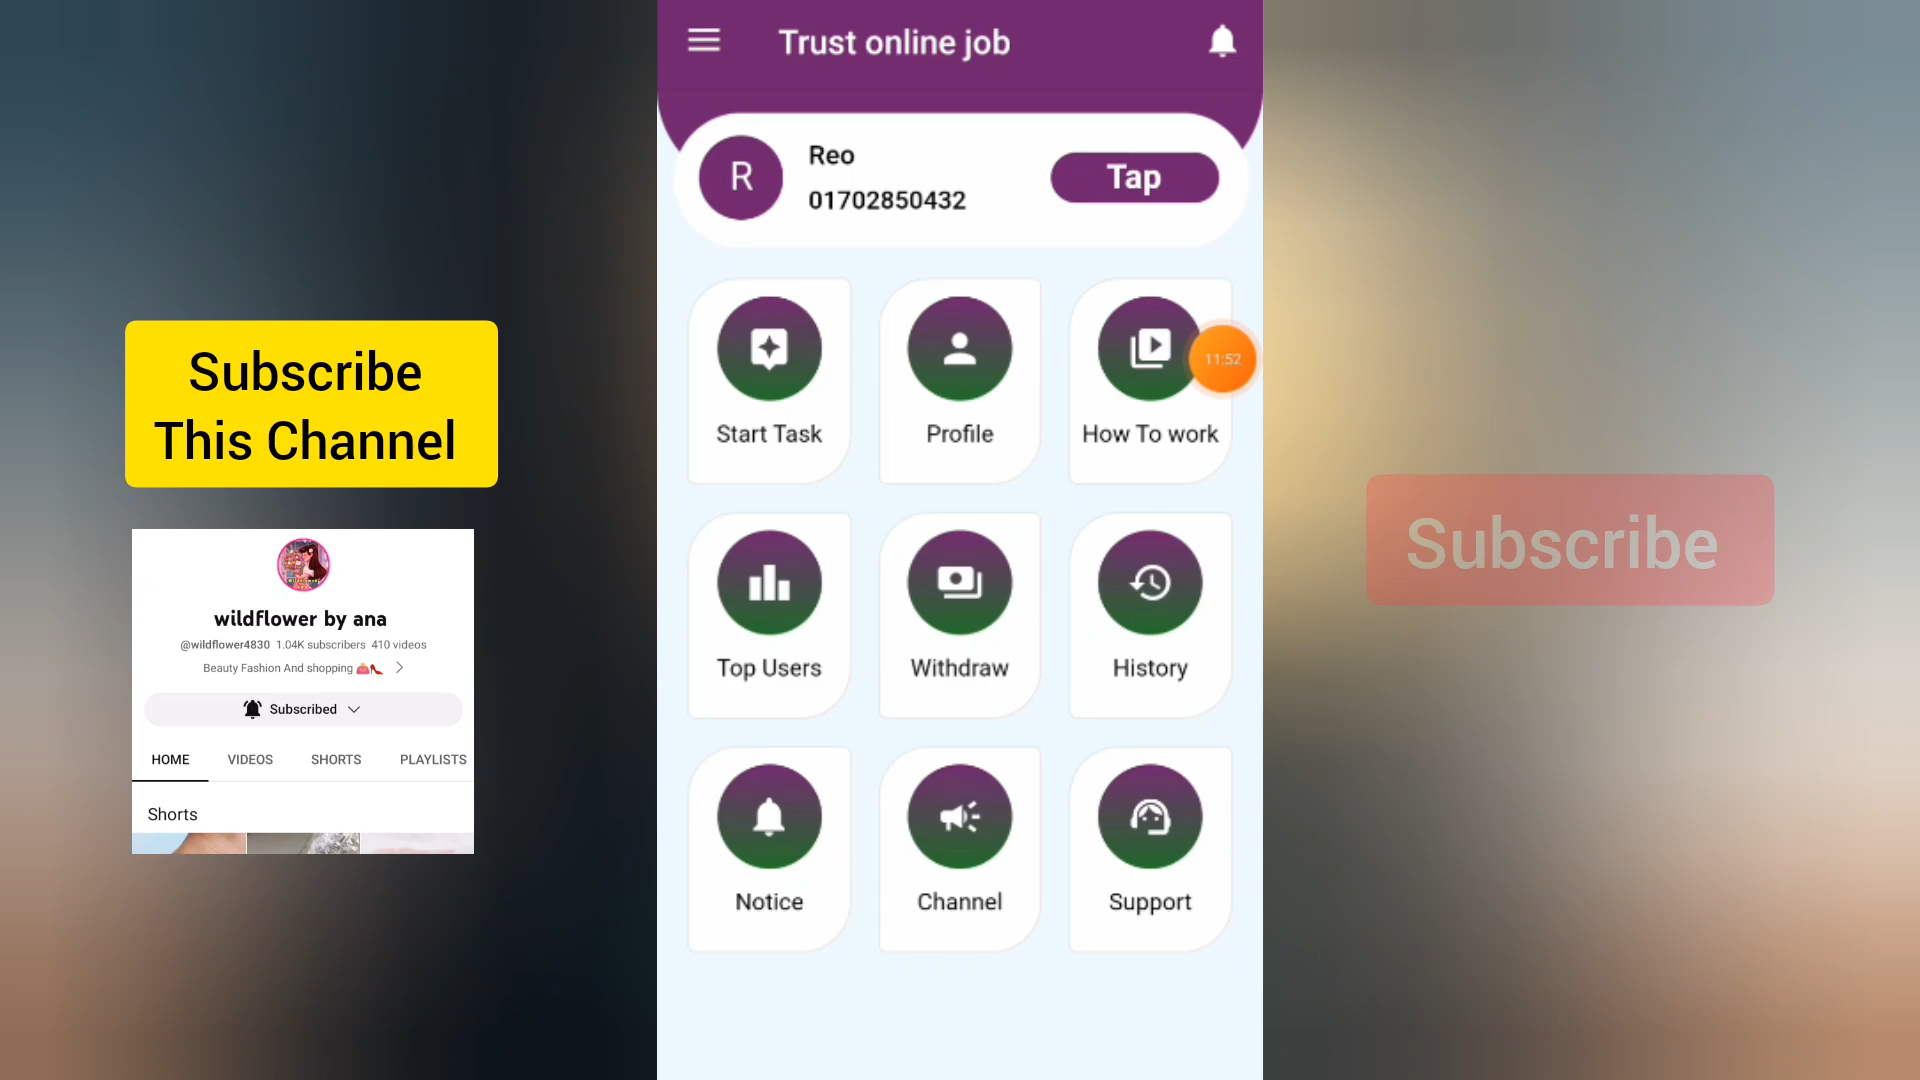 Trust online job
R
Reo
01702850432
Tap
Start Task
Profile
How To work
11:52
Top Users
Withdraw
History
Notice
Channel
Support
Subscribe
This Channel
wildflower by ana
@wildflower4830 1.04K subscribers 410 videos
Beauty Fashion And shopping 👛👠
Subscribed
HOME VIDEOS SHORTS PLAYLISTS
Shorts
Subscribe